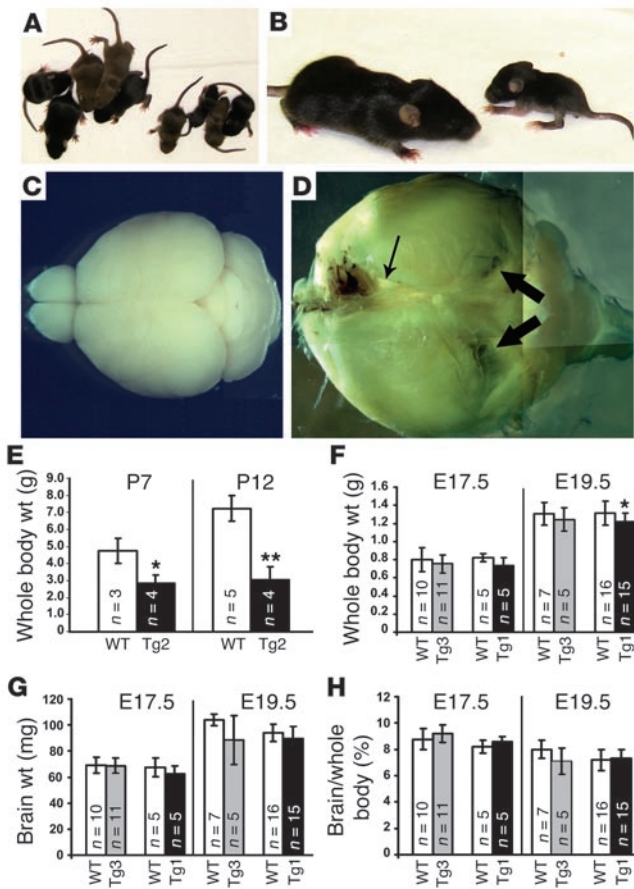 A
B
C
D
E
P7
P12
Whole body wt (g)
9.0
8.0
7.0
6.0
5.0
4.0
3.0
2.0
1.0
0
*
**
n = 3
n = 4
n = 5
n = 4
WT
Tg2
WT
Tg2
F
E17.5
E19.5
Whole body wt (g)
1.6
1.4
1.2
1.0
0.8
0.6
0.4
0.2
0
*
n = 10
n = 11
n = 5
n = 5
n = 7
n = 5
n = 16
n = 15
WT
Tg3
WT
Tg1
WT
Tg3
WT
Tg1
G
E17.5
E19.5
Brain wt (mg)
120
100
80
60
40
20
0
n = 10
n = 11
n = 5
n = 5
n = 7
n = 5
n = 16
n = 15
WT
Tg3
WT
Tg1
WT
Tg3
WT
Tg1
H
E17.5
E19.5
Brain/whole
body (%)
12
10
8
6
4
2
0
n = 10
n = 11
n = 5
n = 5
n = 7
n = 5
n = 16
n = 15
WT
Tg3
WT
Tg1
WT
Tg3
WT
Tg1